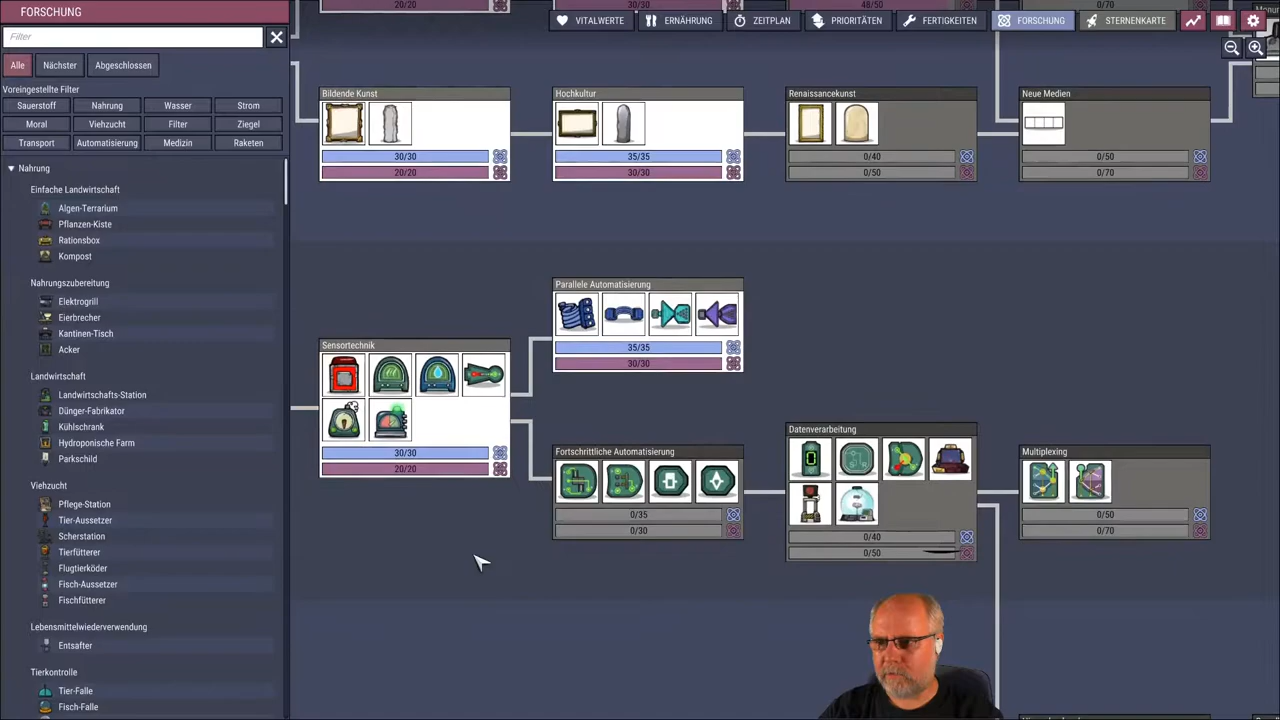 FORSCHUNG
Filter
Alle
Nächster
Abgeschlossen
Voreingestellte Filter
Sauerstoff
Nahrung
Wasser
Strom
Moral
Viehzucht
Filter
Ziegel
Transport
Automatisierung
Medizin
Raketen
Nahrung
Einfache Landwirtschaft
Algen-Terrarium
Pflanzen-Kiste
Rationsbox
Kompost
Nahrungszubereitung
Elektrogrill
Eierbrecher
Kantinen-Tisch
Acker
Landwirtschaft
Landwirtschafts-Station
Dünger-Fabrikator
Kühlschrank
Hydroponische Farm
Parkschild
Viehzucht
Pflege-Station
Tier-Aussetzer
Scherstation
Tierfütterer
Flugtierköder
Fisch-Aussetzer
Fischfütterer
Lebensmittelwiederverwendung
Entsafter
Tierkontrolle
Tier-Falle
Fisch-Falle
VITALWERTE
ERNÄHRUNG
ZEITPLAN
PRIORITÄTEN
FERTIGKEITEN
FORSCHUNG
STERNENKARTE
20/20
30/30
48/50
Bildende Kunst
30/30
20/20
Hochkultur
35/35
30/30
Renaissancekunst
0/40
0/50
Neue Medien
0/50
0/70
Sensortechnik
30/30
20/20
Parallele Automatisierung
35/35
30/30
Fortschrittliche Automatisierung
0/35
0/30
Datenverarbeitung
0/40
0/50
Multiplexing
0/50
0/70